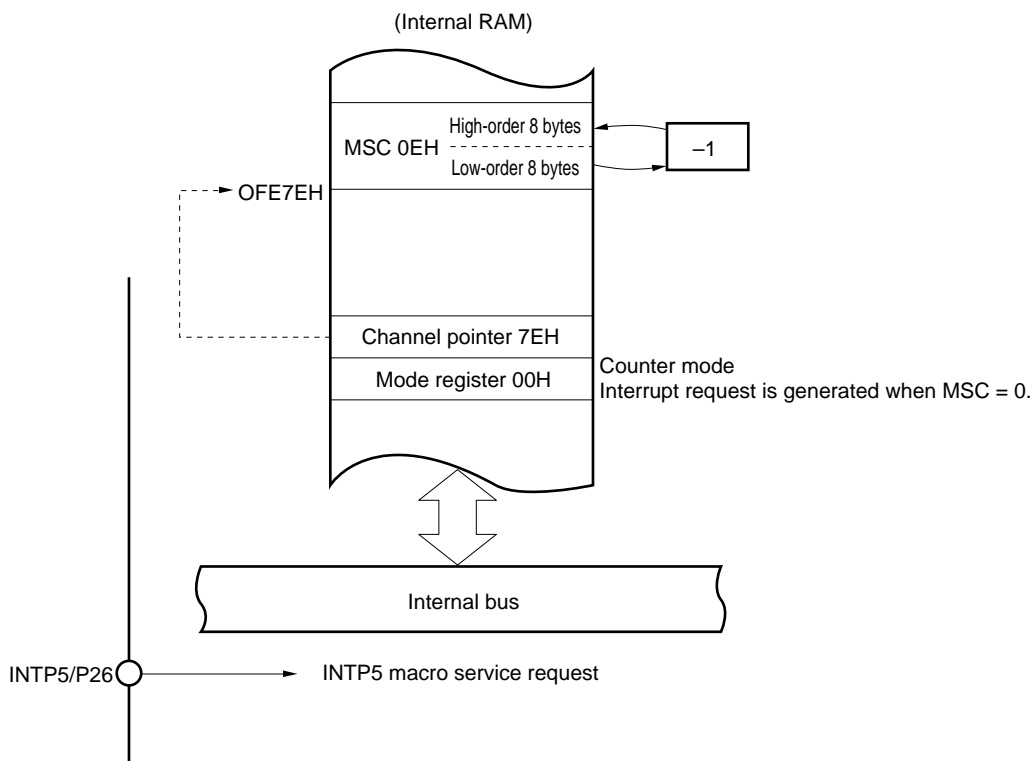 (Internal RAM)
High-order 8 bytes
MSC 0EH
–1
Low-order 8 bytes
OFE7EH
Channel pointer 7EH
Mode register 00H
Counter mode
Interrupt request is generated when MSC = 0.
Internal bus
INTP5/P26
INTP5 macro service request